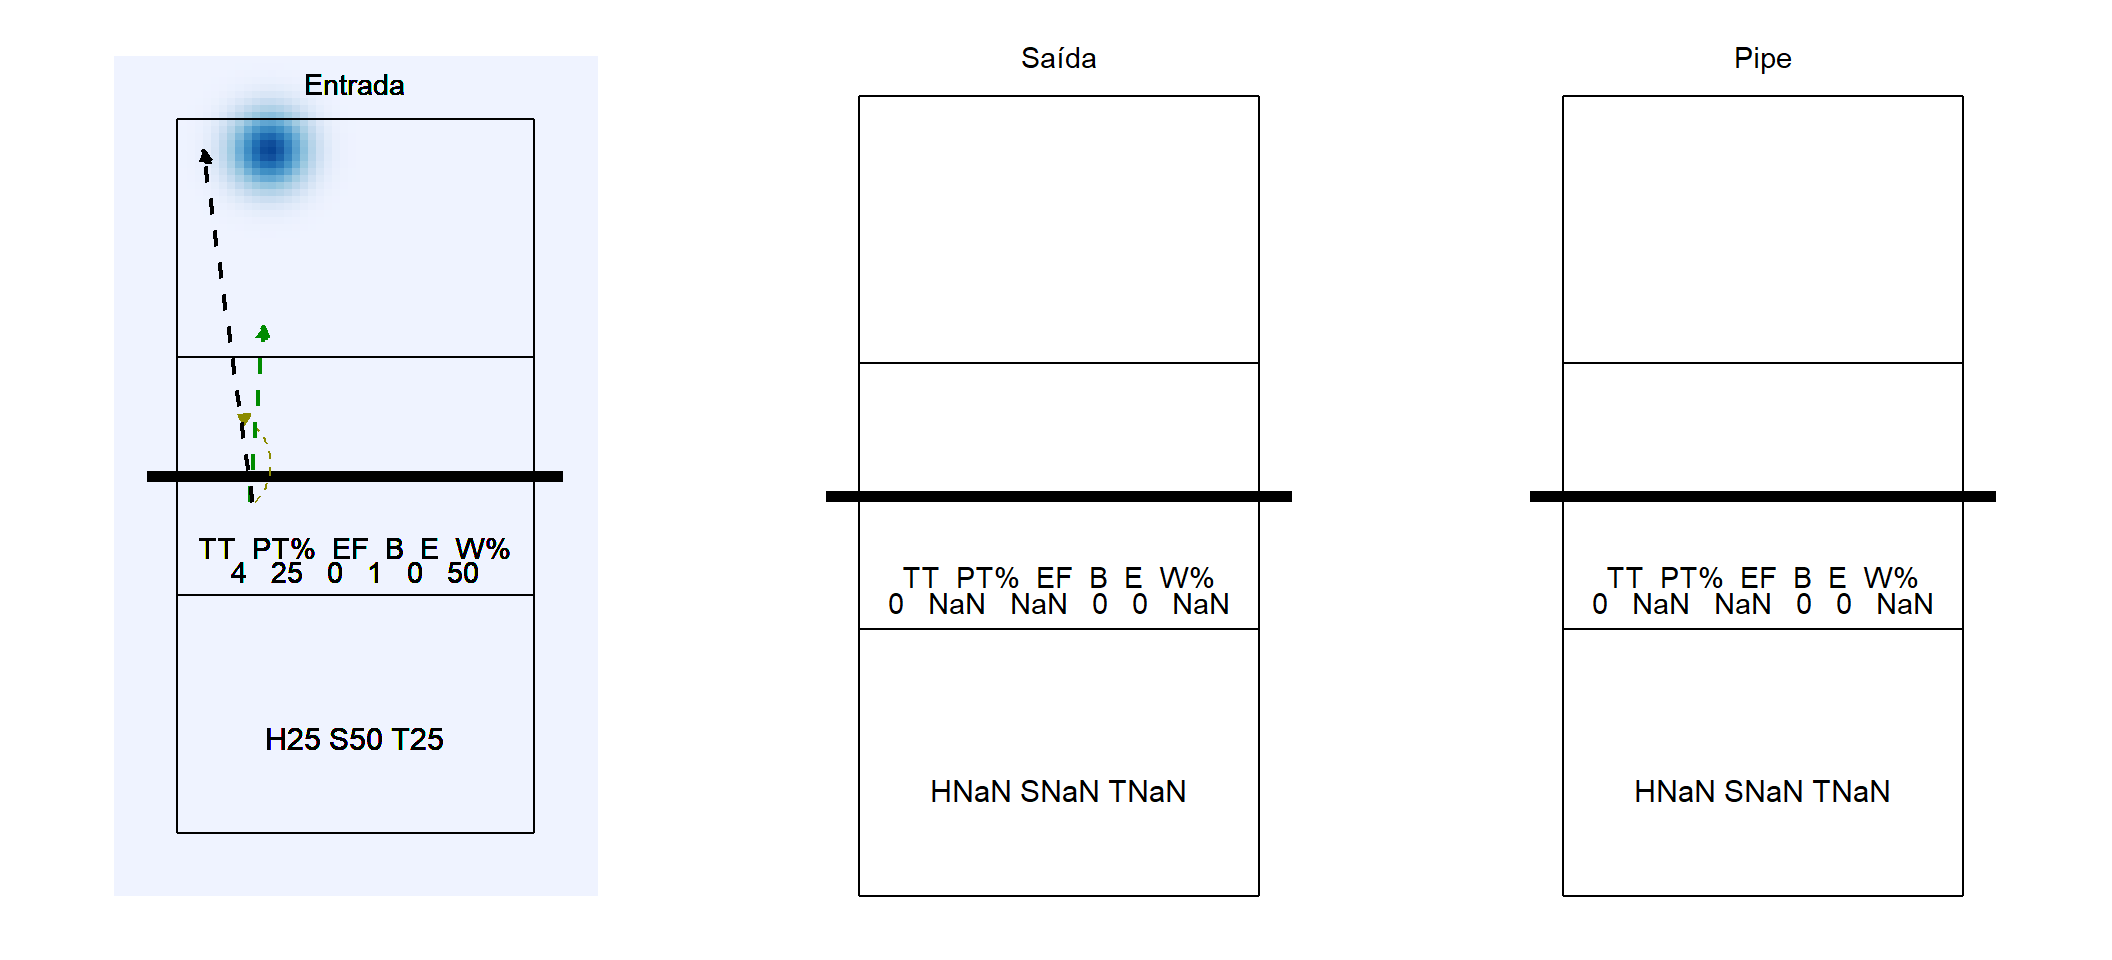 Entrada
TT PT% EF B E W%
4 25 0 1 0 50
H25 S50 T25
Saída
TT PT% EF B E W%
0 NaN NaN 0 0 NaN
HNaN SNaN TNaN
Pipe
TT PT% EF B E W%
0 NaN NaN 0 0 NaN
HNaN SNaN TNaN